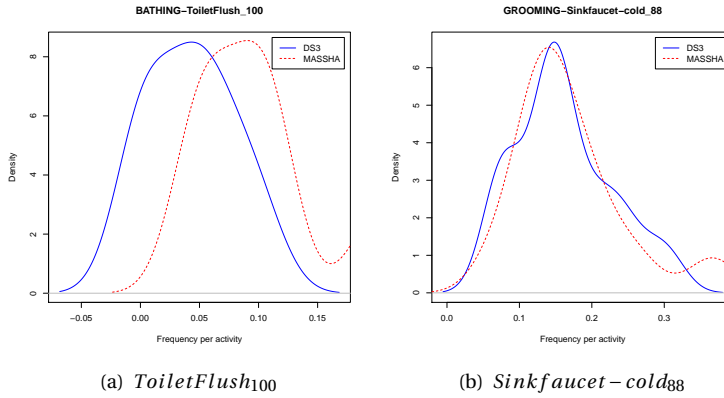 BATHING−ToiletFlush_100
DS3
MASSHA
Density
8
6
4
2
0
−0.05 0.00 0.05 0.10 0.15
Frequency per activity
(a) ToiletFlush100
GROOMING−Sinkfaucet−cold_88
DS3
MASSHA
Density
6
5
4
3
2
1
0
0.0 0.1 0.2 0.3
Frequency per activity
(b) Sinkfaucet−cold88